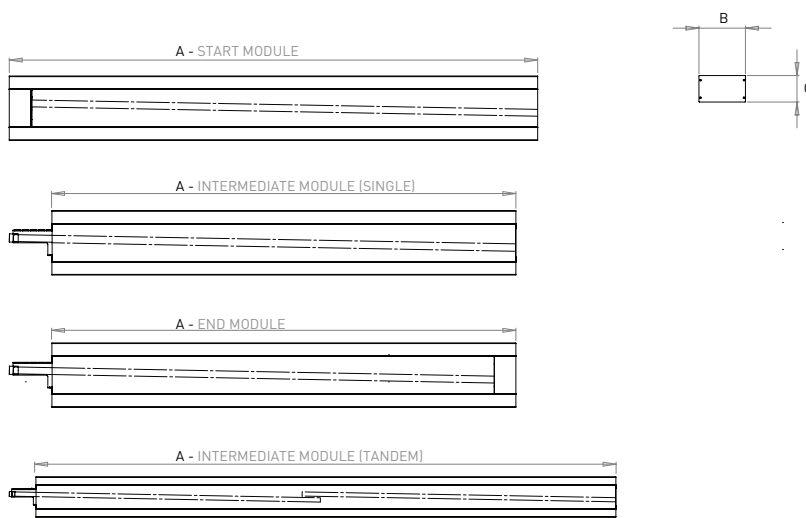 B
A - START MODULE
A - INTERMEDIATE MODULE (SINGLE)
A - END MODULE
A - INTERMEDIATE MODULE (TANDEM)